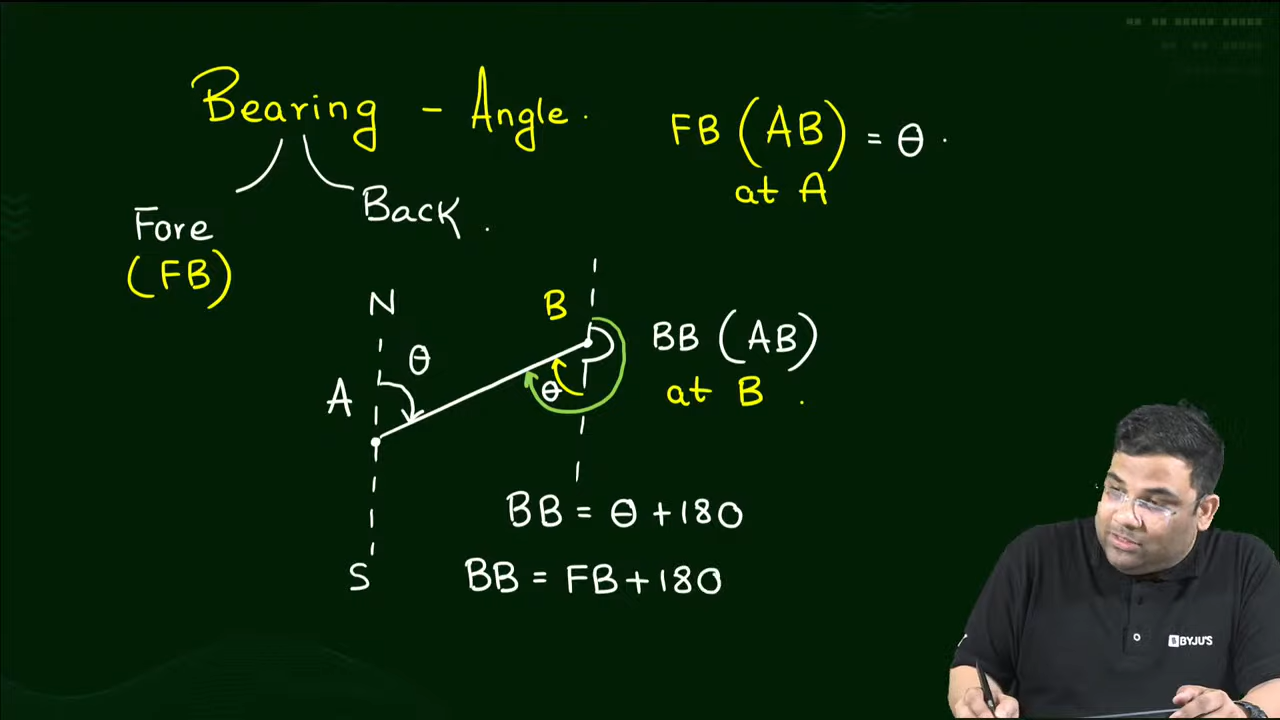 Bearing - Angle.
FB (AB) = θ
at A
Fore
(FB)
Back
N
B
θ
A
θ
BB (AB)
at B
BB = θ + 180
S
BB = FB + 180
B BYJU'S